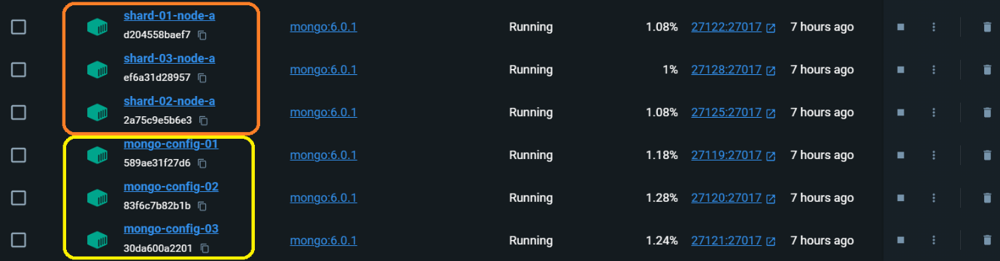 shard-01-node-a
d204558baef7
mongo:6.0.1 Running 1.08% 27122:27017 7 hours ago
shard-03-node-a
ef6a31d28957
mongo:6.0.1 Running 1% 27128:27017 7 hours ago
shard-02-node-a
2a75c9e5b6e3
mongo:6.0.1 Running 1.08% 27125:27017 7 hours ago
mongo-config-01
589ae31f27d6
mongo:6.0.1 Running 1.18% 27119:27017 7 hours ago
mongo-config-02
83f6c7b82b1b
mongo:6.0.1 Running 1.28% 27120:27017 7 hours ago
mongo-config-03
30da600a2201
mongo:6.0.1 Running 1.24% 27121:27017 7 hours ago